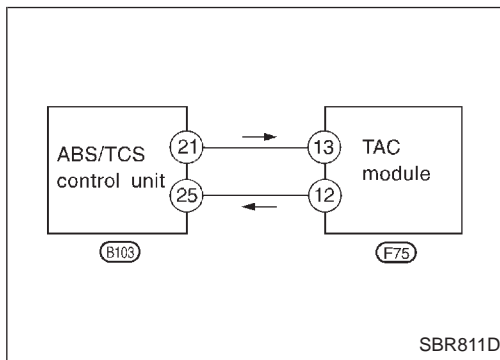 ABS/TCS
control unit
21
25
13
12
TAC
module
B103
F75
SBR811D